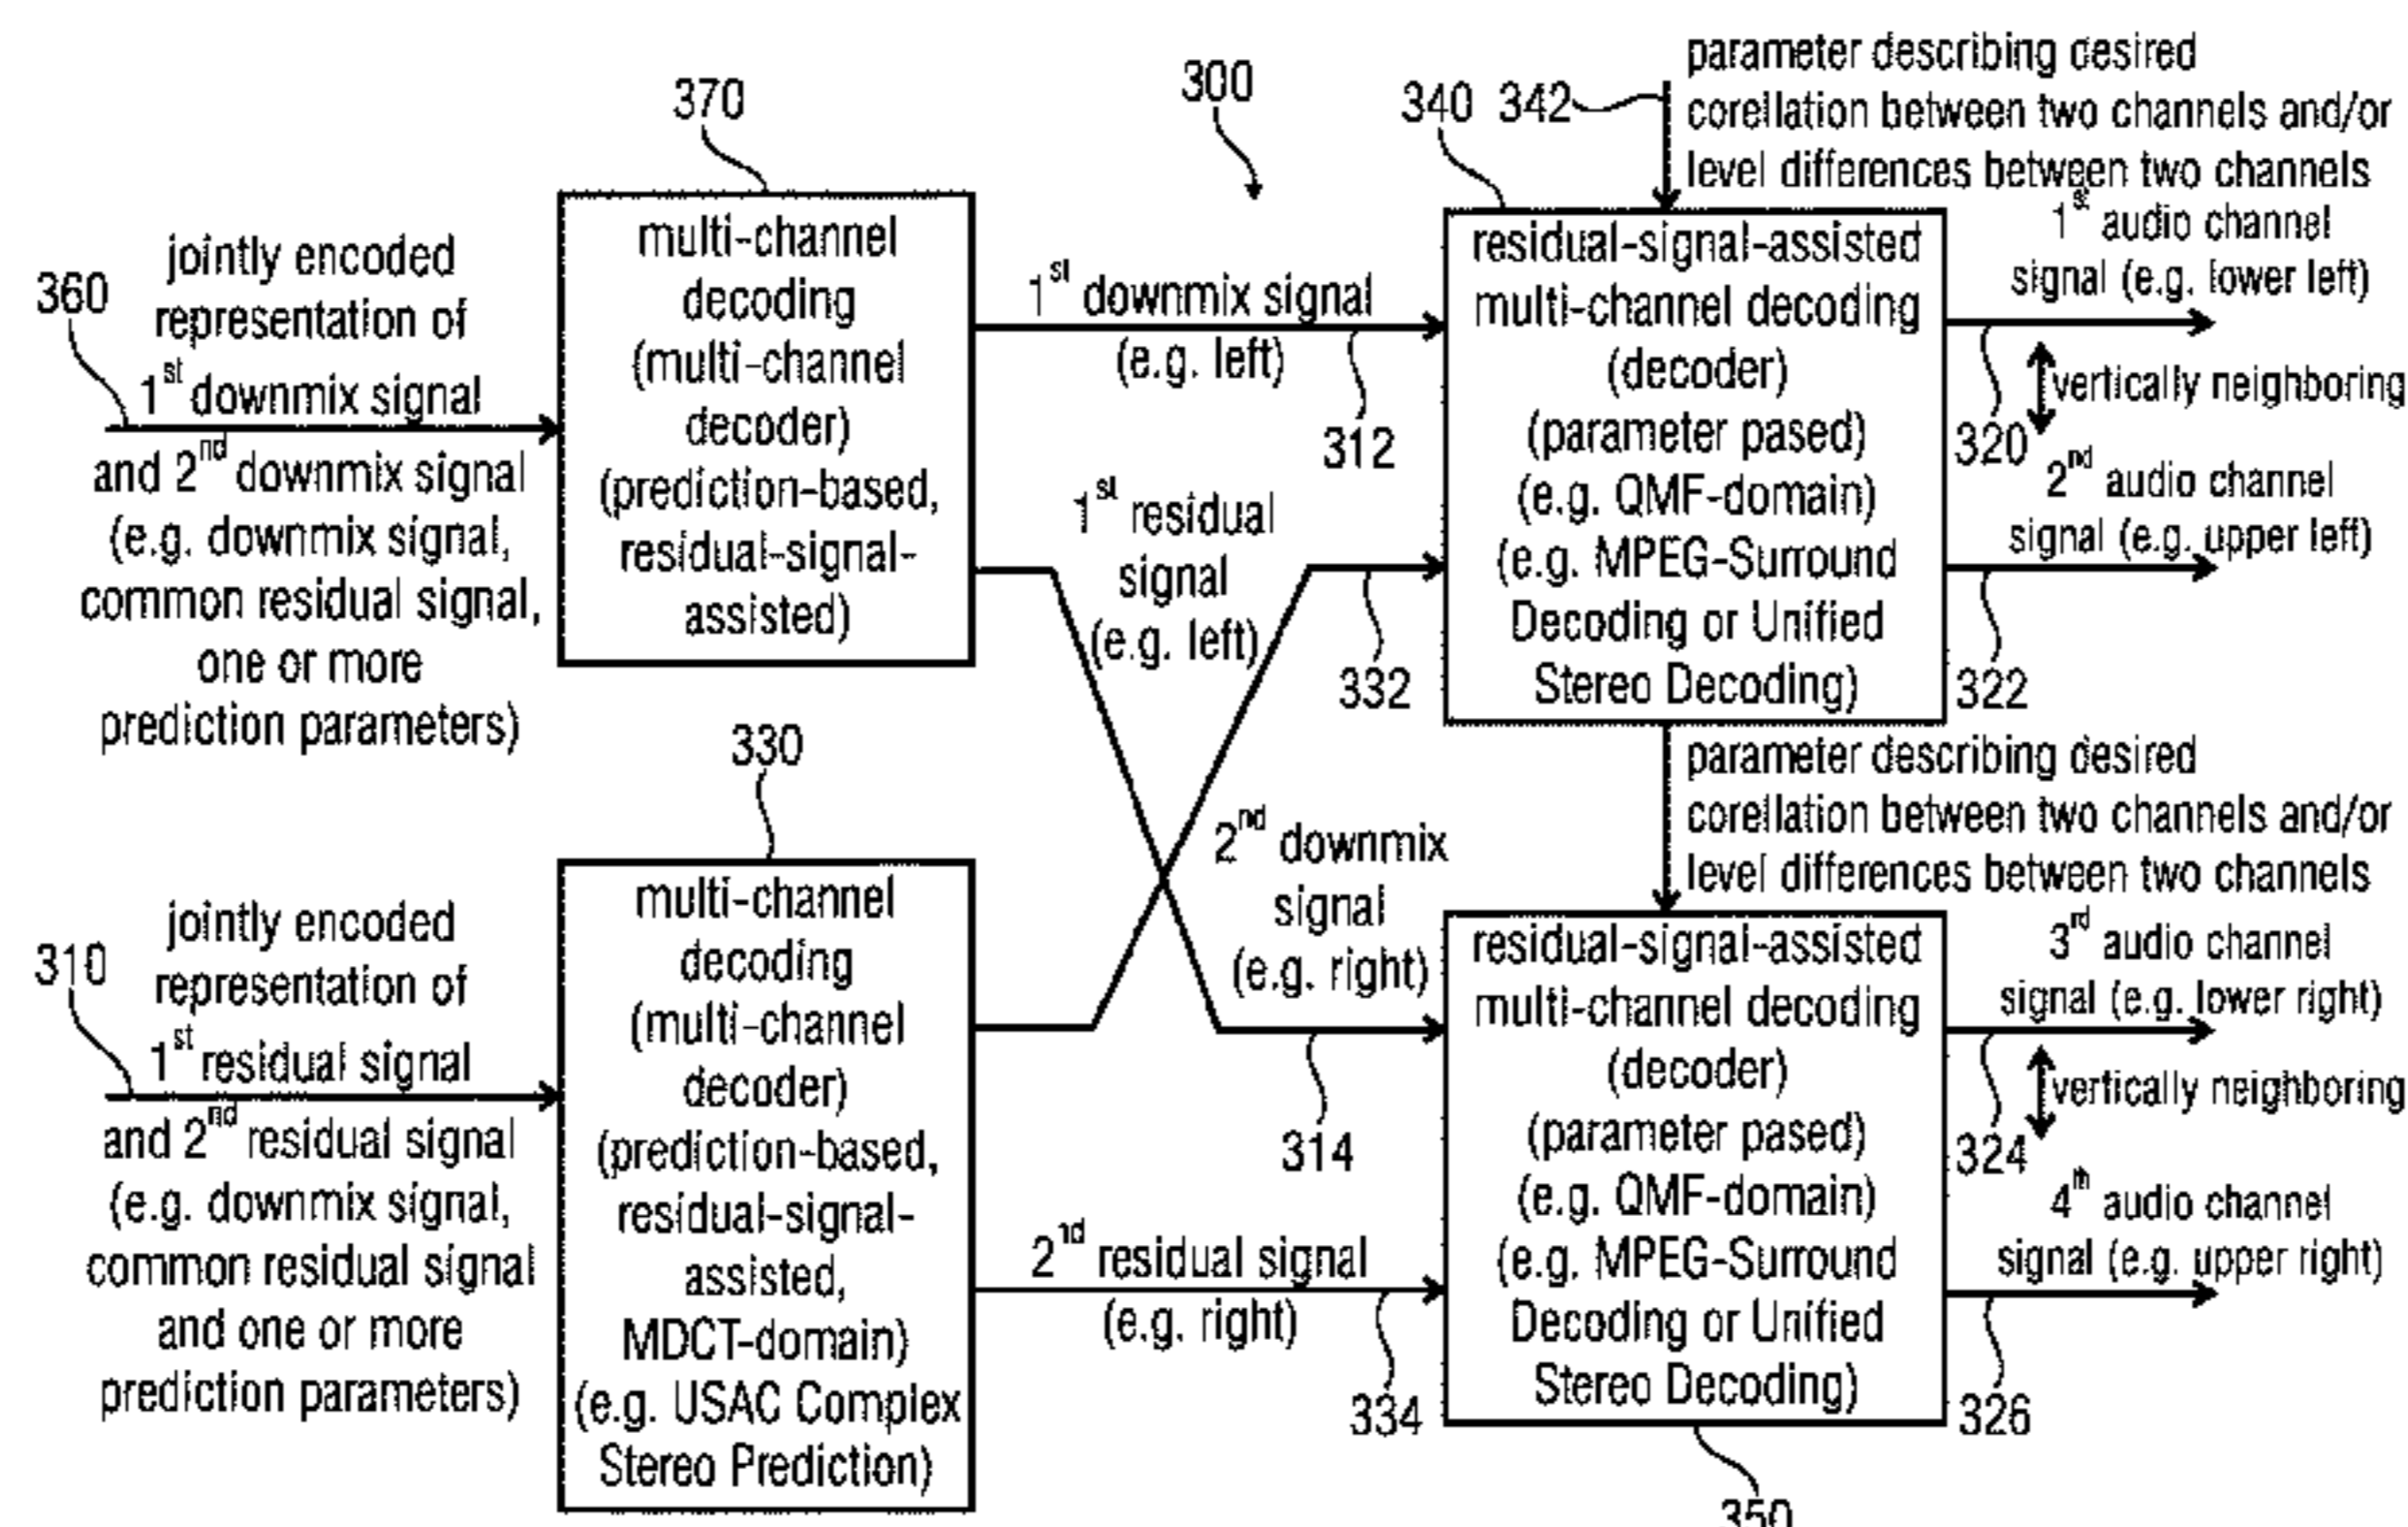 300
370
360
jointly encoded
representation of
1st downmix signal
and 2nd downmix signal
(e.g. downmix signal,
common residual signal,
one or more
prediction parameters)
multi-channel
decoding
(multi-channel
decoder)
(prediction-based,
residual-signal-
assisted)
1st downmix signal
(e.g. left)
312
1st residual
signal
(e.g. left)
332
340 342
parameter describing desired
corellation between two channels and/or
level differences between two channels
residual-signal-assisted
multi-channel decoding
(decoder)
(parameter pased)
(e.g. QMF-domain)
(e.g. MPEG-Surround
Decoding or Unified
Stereo Decoding)
1st audio channel
signal (e.g. lower left)
vertically neighboring
320
2nd audio channel
signal (e.g. upper left)
322
330
310
jointly encoded
representation of
1st residual signal
and 2nd residual signal
(e.g. downmix signal,
common residual signal
and one or more
prediction parameters)
multi-channel
decoding
(multi-channel
decoder)
(prediction-based,
residual-signal-
assisted,
MDCT-domain)
(e.g. USAC Complex
Stereo Prediction)
2nd downmix
signal
(e.g. right)
314
2nd residual signal
(e.g. right)
334
parameter describing desired
corellation between two channels and/or
level differences between two channels
residual-signal-assisted
multi-channel decoding
(decoder)
(parameter pased)
(e.g. QMF-domain)
(e.g. MPEG-Surround
Decoding or Unified
Stereo Decoding)
3rd audio channel
signal (e.g. lower right)
vertically neighboring
324
4th audio channel
signal (e.g. upper right)
326
350